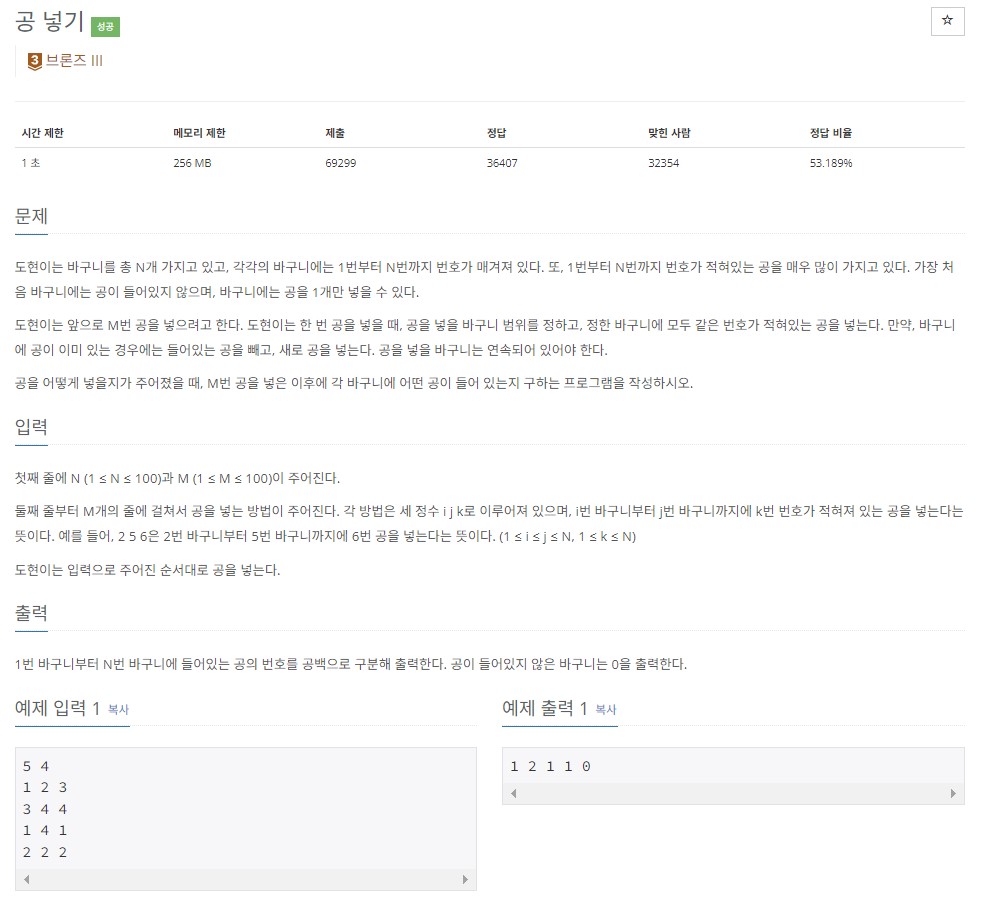 공 넣기 성공
☆
3 브론즈 III
시간 제한 메모리 제한 제출 정답 맞힌 사람 정답 비율
1 초 256 MB 69299 36407 32354 53.189%
문제
도현이는 바구니를 총 N개 가지고 있고, 각각의 바구니에는 1번부터 N번까지 번호가 매겨져 있다. 또, 1번부터 N번까지 번호가 적혀있는 공을 매우 많이 가지고 있다. 가장 처
음 바구니에는 공이 들어있지 않으며, 바구니에는 공을 1개만 넣을 수 있다.
도현이는 앞으로 M번 공을 넣으려고 한다. 도현이는 한 번 공을 넣을 때, 공을 넣을 바구니 범위를 정하고, 정한 바구니에 모두 같은 번호가 적혀있는 공을 넣는다. 만약, 바구니
에 공이 이미 있는 경우에는 들어있는 공을 빼고, 새로 공을 넣는다. 공을 넣을 바구니는 연속되어 있어야 한다.
공을 어떻게 넣을지가 주어졌을 때, M번 공을 넣은 이후에 각 바구니에 어떤 공이 들어 있는지 구하는 프로그램을 작성하시오.
입력
첫째 줄에 N (1 ≤ N ≤ 100)과 M (1 ≤ M ≤ 100)이 주어진다.
둘째 줄부터 M개의 줄에 걸쳐서 공을 넣는 방법이 주어진다. 각 방법은 세 정수 i j k로 이루어져 있으며, i번 바구니부터 j번 바구니까지에 k번 번호가 적혀져 있는 공을 넣는다는
뜻이다. 예를 들어, 2 5 6은 2번 바구니부터 5번 바구니까지에 6번 공을 넣는다는 뜻이다. (1 ≤ i ≤ j ≤ N, 1 ≤ k ≤ N)
도현이는 입력으로 주어진 순서대로 공을 넣는다.
출력
1번 바구니부터 N번 바구니에 들어있는 공의 번호를 공백으로 구분해 출력한다. 공이 들어있지 않은 바구니는 0을 출력한다.
예제 입력 1 복사
5 4
1 2 3
3 4 4
1 4 1
2 2 2
예제 출력 1 복사
1 2 1 1 0